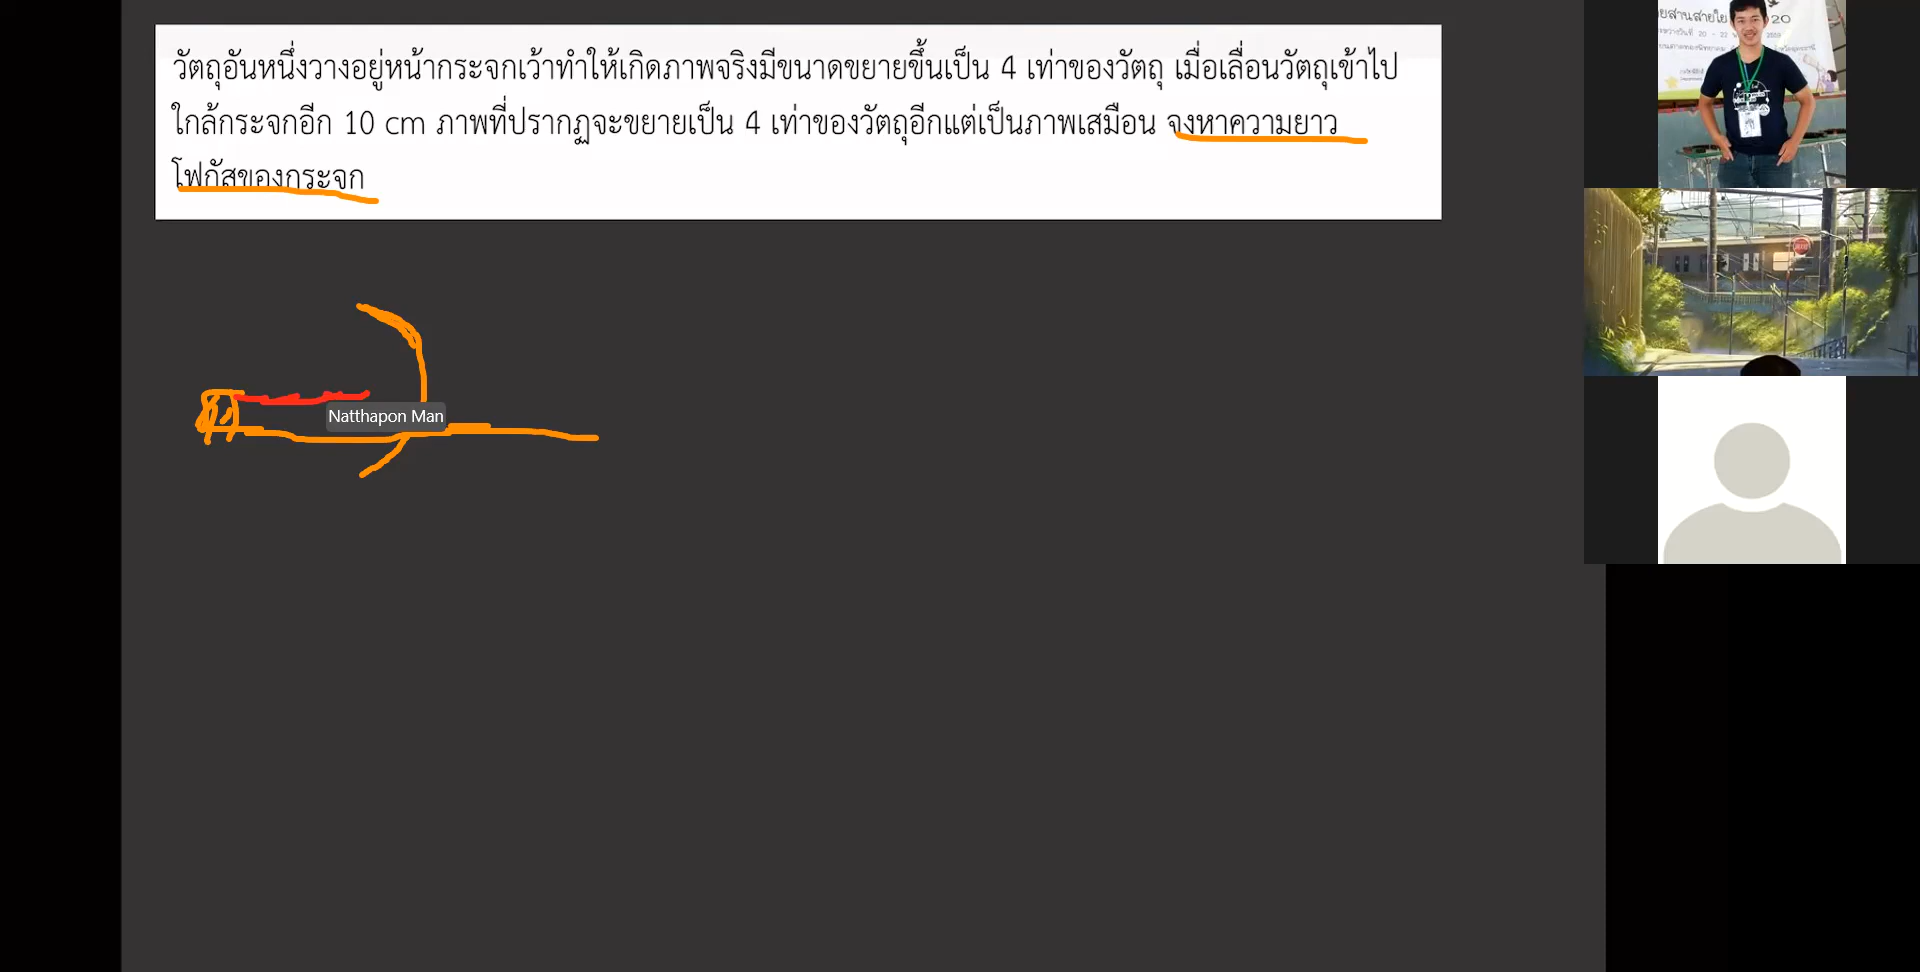 วัตถุอันหนึ่งวางอยู่หน้ากระจกเว้าทำให้เกิดภาพจริงมีขนาดขยายขึ้นเป็น 4 เท่าของวัตถุ เมื่อเลื่อนวัตถุเข้าไป
ใกล้กระจกอีก 10 cm ภาพที่ปรากฏจะขยายเป็น 4 เท่าของวัตถุอีกแต่เป็นภาพเสมือน จงหาความยาว
โฟกัสของกระจก
Natthapon Man
20
20 - 22